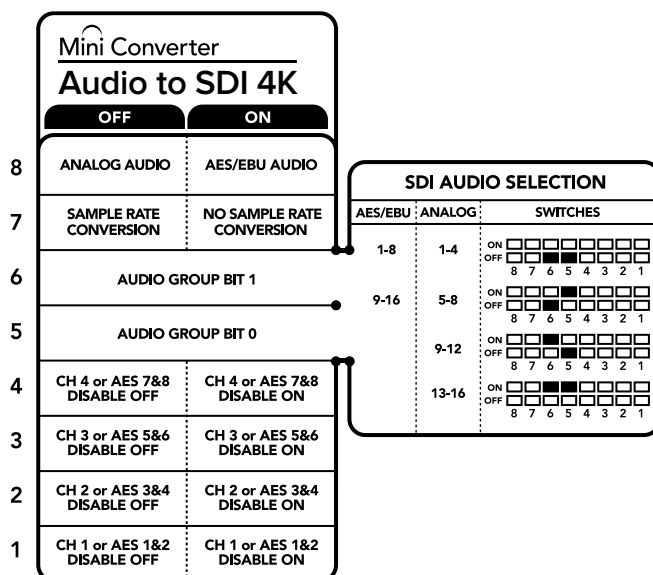 Mini Converter
Audio to SDI 4K
OFF ON
8 ANALOG AUDIO AES/EBU AUDIO
7 SAMPLE RATE CONVERSION NO SAMPLE RATE CONVERSION
6 AUDIO GROUP BIT 1
5 AUDIO GROUP BIT 0
4 CH 4 or AES 7&8 DISABLE OFF CH 4 or AES 7&8 DISABLE ON
3 CH 3 or AES 5&6 DISABLE OFF CH 3 or AES 5&6 DISABLE ON
2 CH 2 or AES 3&4 DISABLE OFF CH 2 or AES 3&4 DISABLE ON
1 CH 1 or AES 1&2 DISABLE OFF CH 1 or AES 1&2 DISABLE ON
SDI AUDIO SELECTION
AES/EBU ANALOG SWITCHES
1-8 1-4 ON
OFF
8 7 6 5 4 3 2 1
9-16 5-8 ON
OFF
8 7 6 5 4 3 2 1
9-12 ON
OFF
8 7 6 5 4 3 2 1
13-16 ON
OFF
8 7 6 5 4 3 2 1